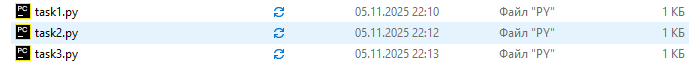 task1.py 05.11.2025 22:10 Файл "PY" 1 КБ
task2.py 05.11.2025 22:12 Файл "PY" 1 КБ
task3.py 05.11.2025 22:13 Файл "PY" 1 КБ